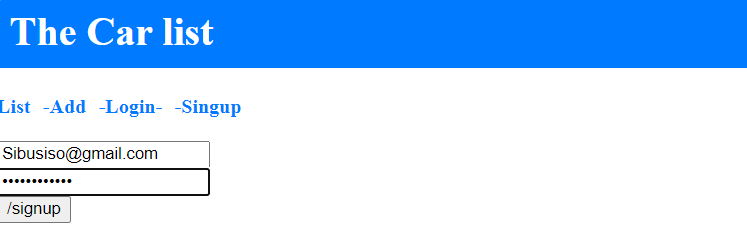 The Car list
List -Add -Login- -Singup
Sibusiso@gmail.com
••••••••••••
/signup